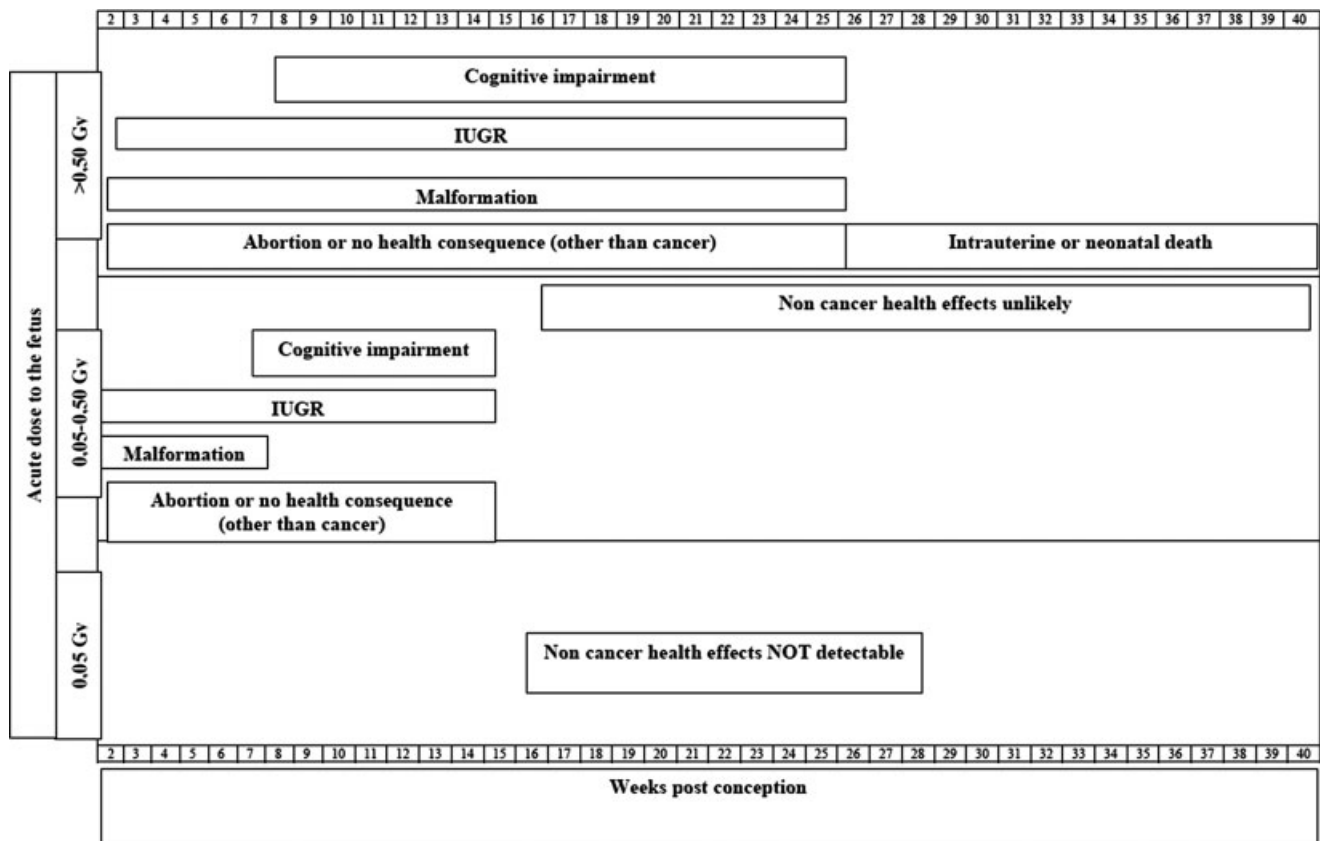 2 3 4 5 6 7 8 9 10 11 12 13 14 15 16 17 18 19 20 21 22 23 24 25 26 27 28 29 30 31 32 33 34 35 36 37 38 39 40
Acute dose to the fetus
>0.50 Gv
Cognitive impairment
IUGR
Malformation
Abortion or no health consequence (other than cancer)
Intrauterine or neonatal death
0.05-0.50 Gv
Non cancer health effects unlikely
Cognitive impairment
IUGR
Malformation
Abortion or no health consequence
(other than cancer)
0.05 Gv
Non cancer health effects NOT detectable
2 3 4 5 6 7 8 9 10 11 12 13 14 15 16 17 18 19 20 21 22 23 24 25 26 27 28 29 30 31 32 33 34 35 36 37 38 39 40
Weeks post conception